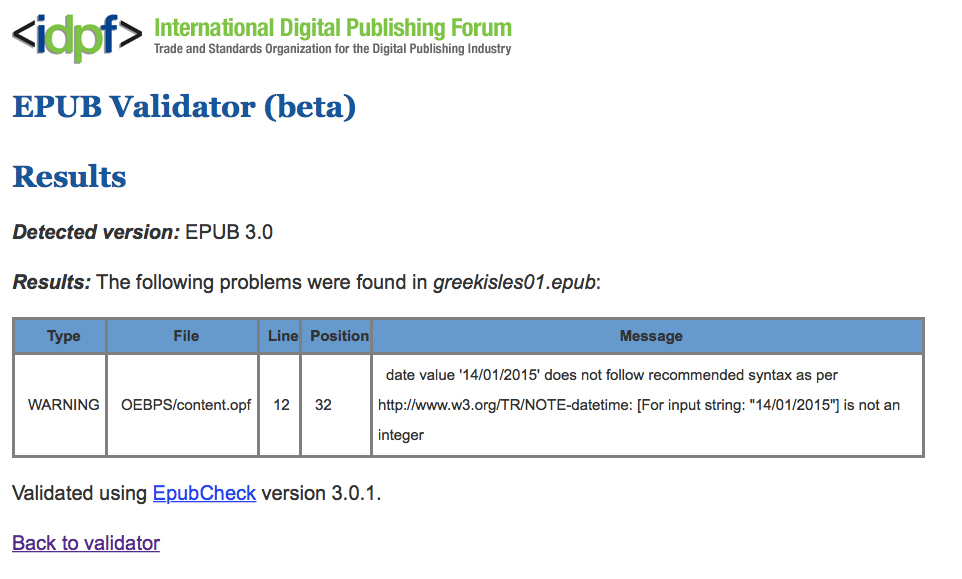 <idpf> International Digital Publishing Forum
Trade and Standards Organization for the Digital Publishing Industry
EPUB Validator (beta)
Results
Detected version: EPUB 3.0
Results: The following problems were found in greekisles01.epub:
Type File Line Position Message
WARNING OEBPS/content.opf 12 32 date value '14/01/2015' does not follow recommended syntax as per
http://www.w3.org/TR/NOTE-datetime: [For input string: "14/01/2015"] is not an
integer
Validated using EpubCheck version 3.0.1.
Back to validator